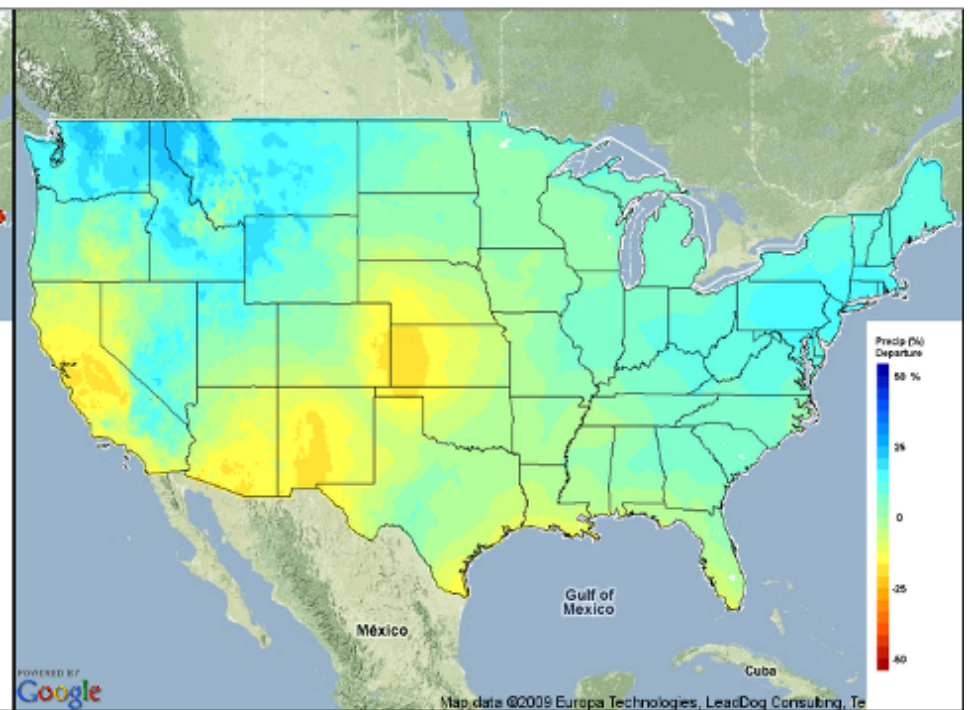 Precip (%)
Departure
50 %
25
0
-25
-50
Gulf of
Mexico
México
Cuba
POWERED BY
Google
Map data ©2009 Europa Technologies, LeadDog Consulting, Te